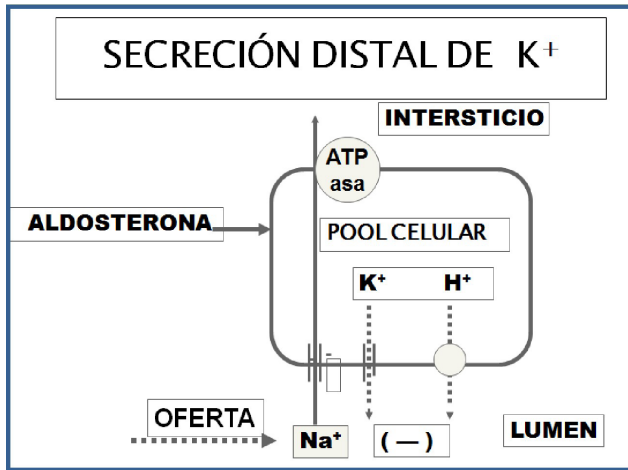 SECRECIÓN DISTAL DE K⁺
INTERSTICIO
ATP
asa
ALDOSTERONA
POOL CELULAR
K⁺ H⁺
-
OFERTA
Na⁺
( — )
LUMEN